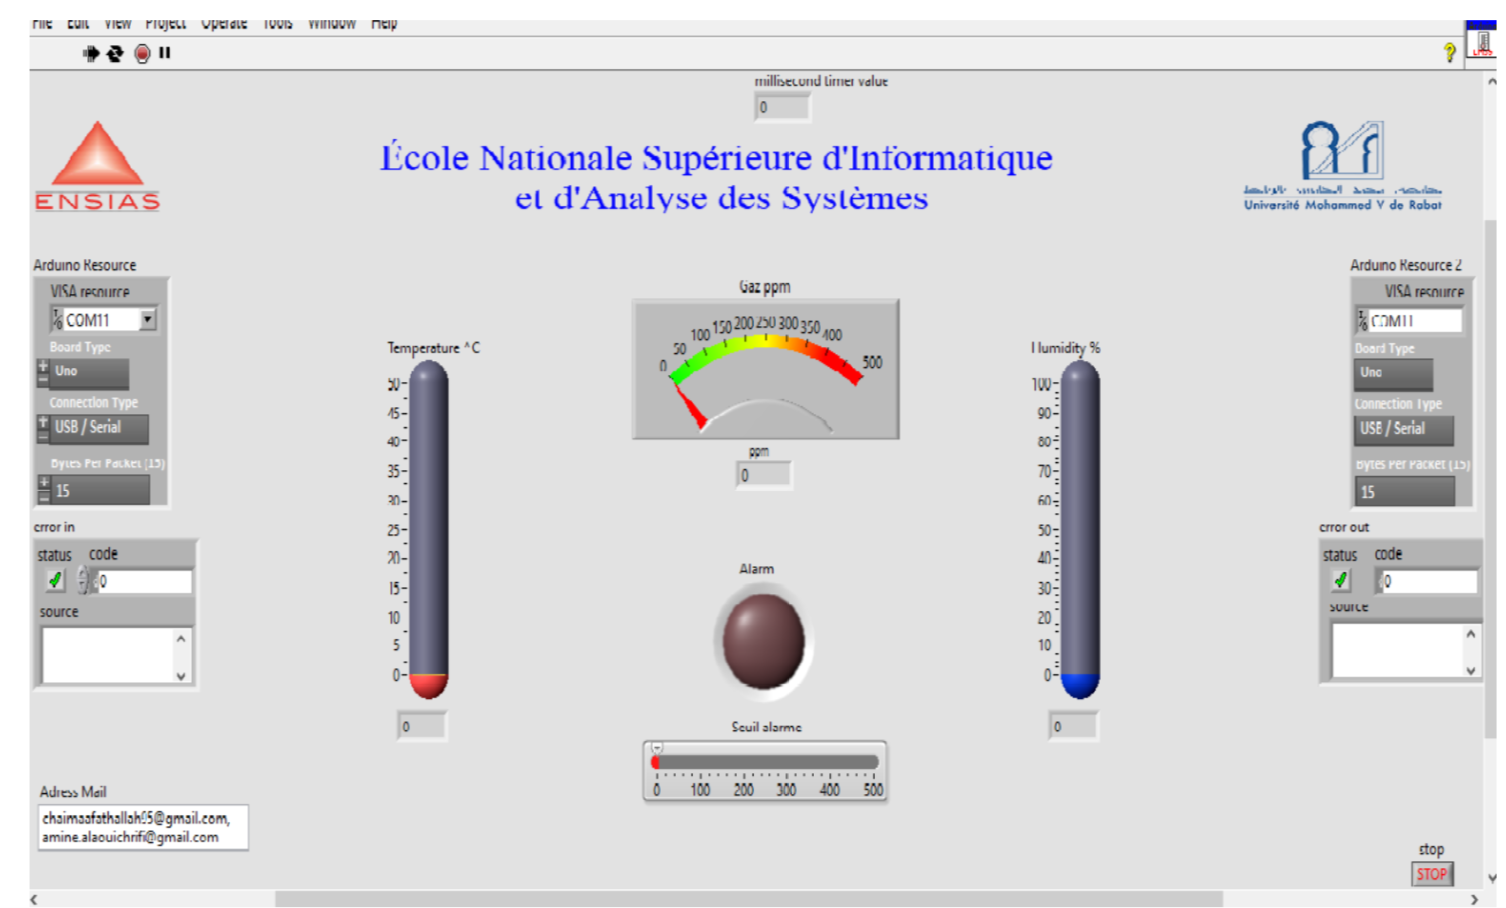 File Edit View Project Operate Tools Window Help
millisecond timer value
0
École Nationale Supérieure d'Informatique
et d'Analyse des Systèmes
ENSIAS
Université Mohammed V de Rabat
Arduino Resource
VISA resource
COM11
Board Type
Uno
Connection Type
USB / Serial
Bytes Per Packet (15)
15
error in
status code
0
source
Adress Mail
amine.alaouichrifi@gmail.com
Temperature °C
50
45
40
35
30
25
20
15
10
5
0
0
Gaz ppm
0 50 100 150 200 250 300 350 400 500
ppm
0
Alarm
Seuil alarme
0 100 200 300 400 500
Humidity %
100
90
80
70
60
50
40
30
20
10
0
0
Arduino Resource 2
VISA resource
COM11
Board Type
Uno
Connection Type
USB / Serial
Bytes Per Packet (15)
15
error out
status code
0
source
stop
STOP